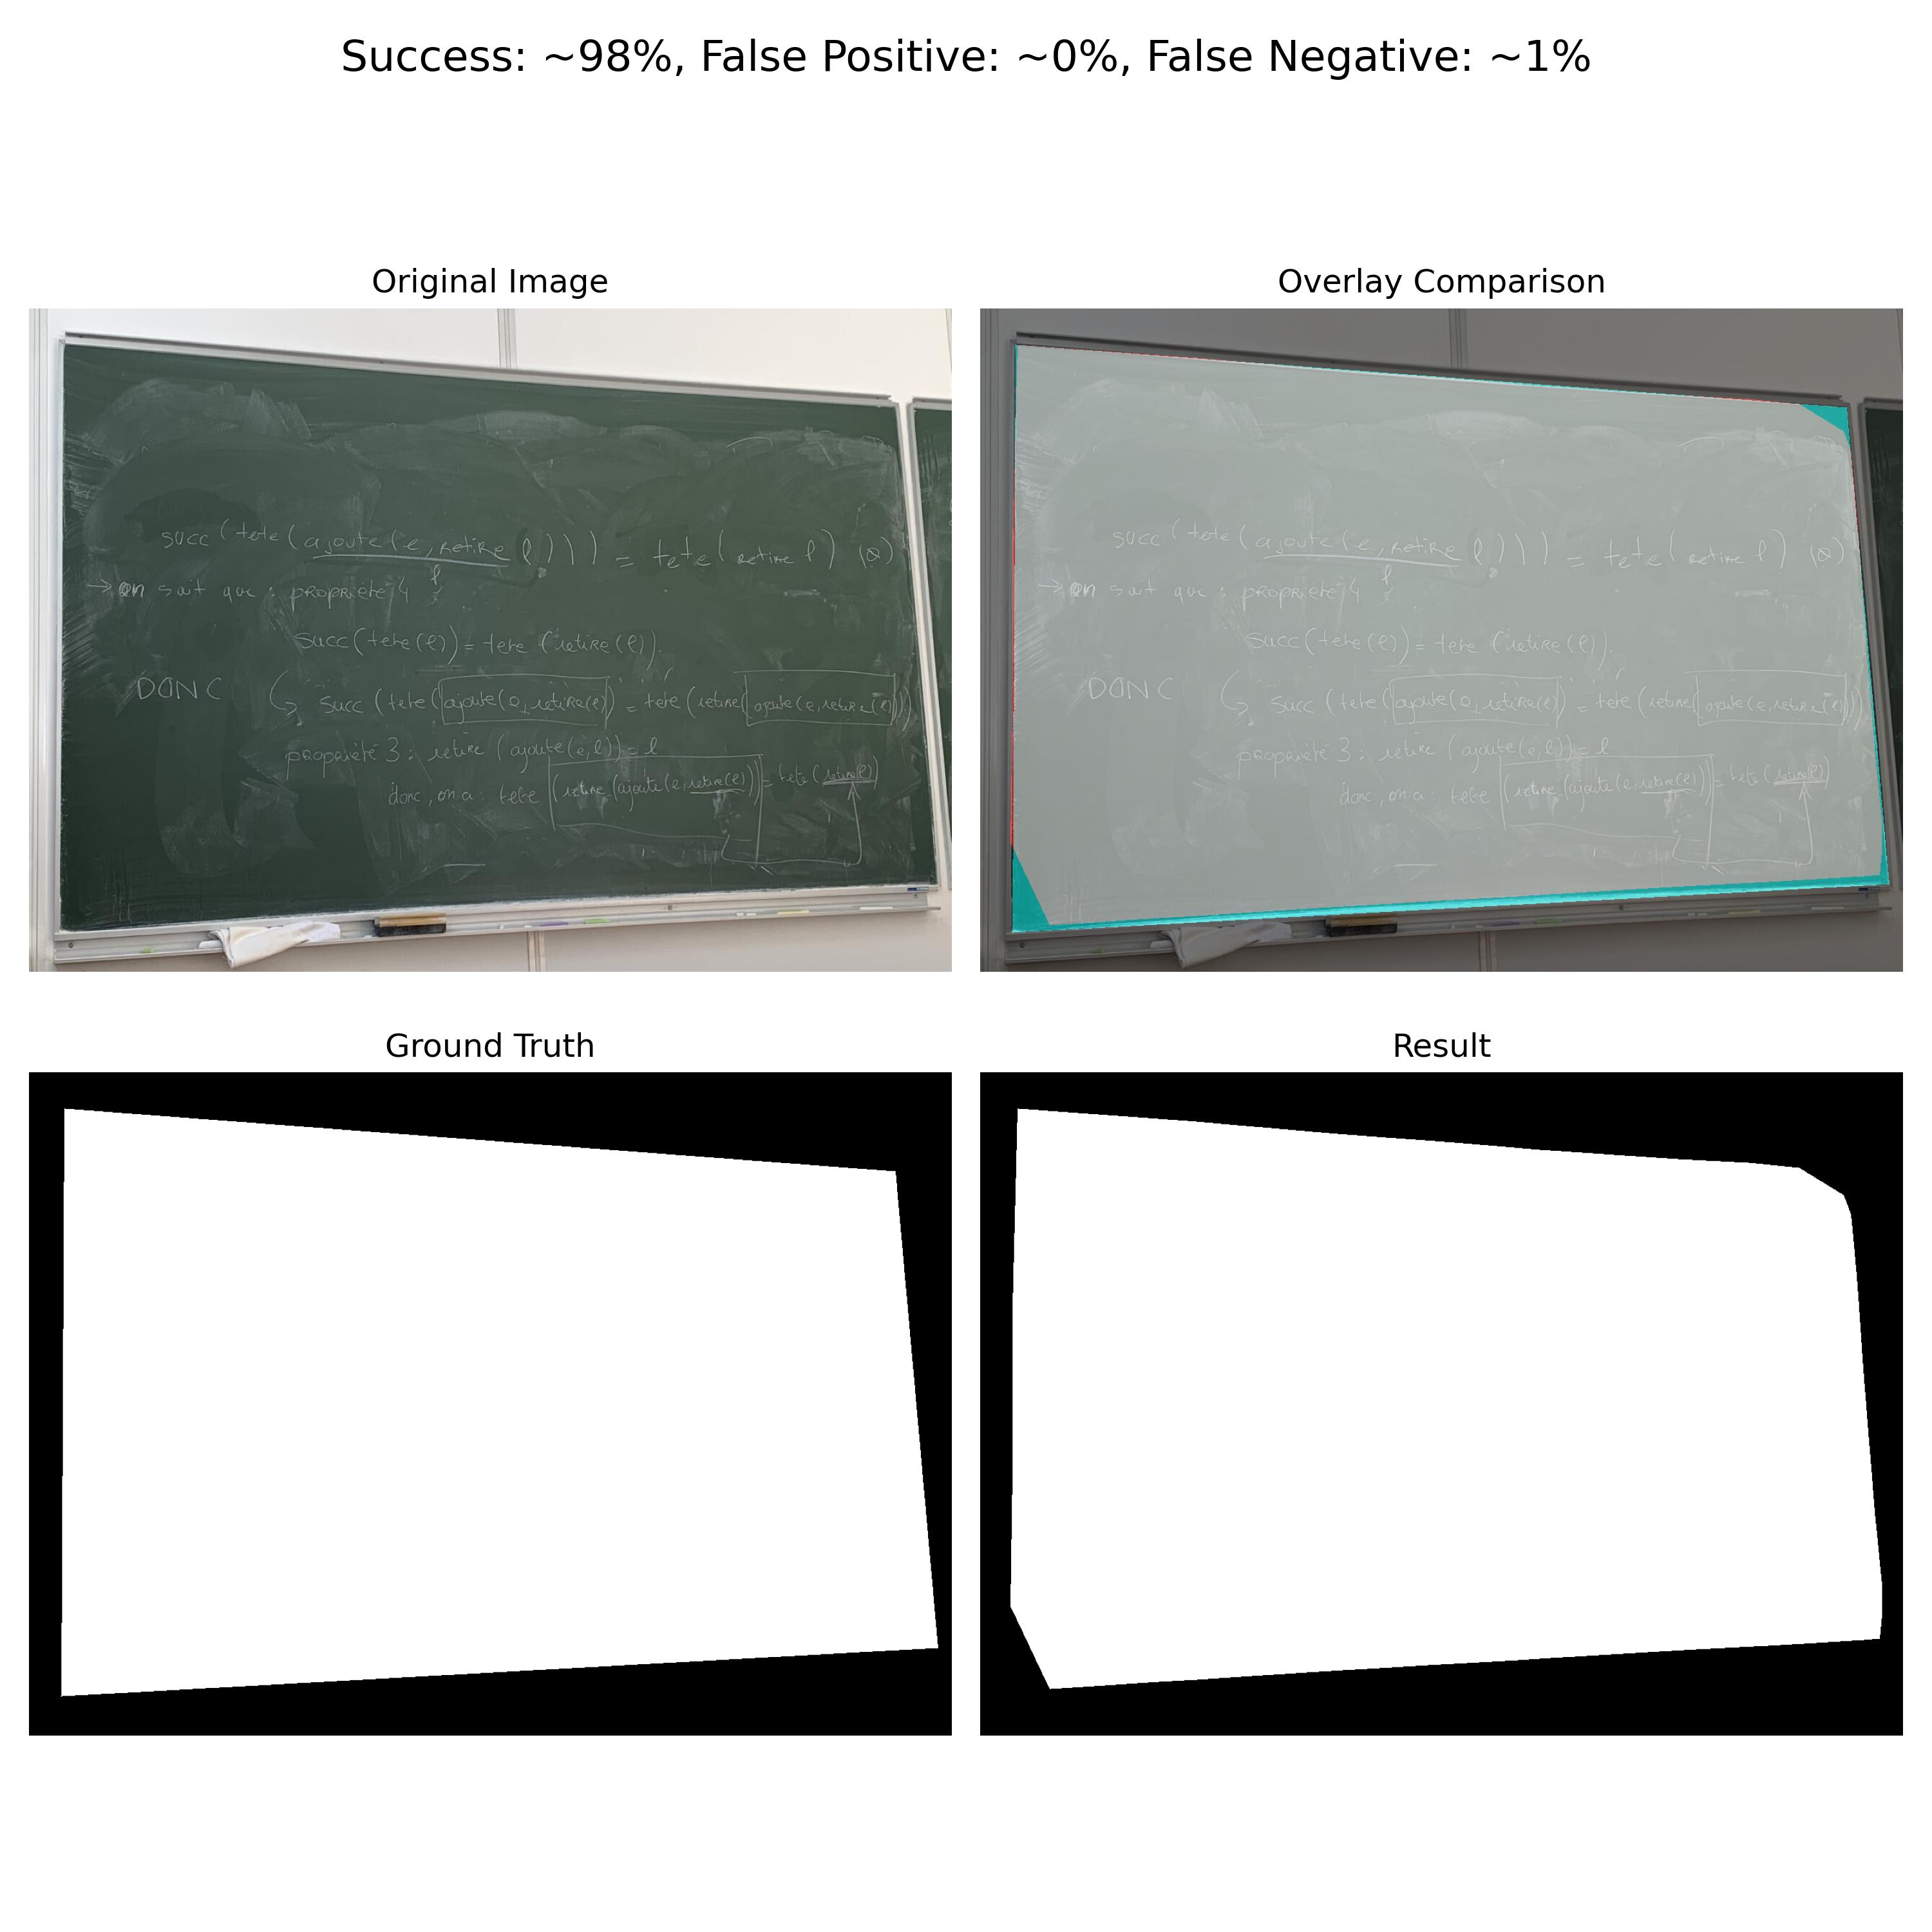 Success: ~98%, False Positive: ~0%, False Negative: ~1%
Original Image
succ (tete (ajoute (e, retire l))) = tete (retire l) (Q)
→ on sait que : propriété 4
succ (tete (l)) = tete (retire (l)).
DONC ↳ succ (tete (ajoute (e, retire (l))) = tete (retire (ajoute (e, retire (l))))
propriété 3 : retire (ajoute (e, l)) = l
donc, on a : tete (retire (ajoute (e, retire (l))) = tete (retire (l))
Overlay Comparison
succ (tete (ajoute (e, retire l))) = tete (retire l) (Q)
→ on sait que : propriété 4
succ (tete (l)) = tete (retire (l)).
DONC ↳ succ (tete (ajoute (e, retire (l))) = tete (retire (ajoute (e, retire (l))))
propriété 3 : retire (ajoute (e, l)) = l
donc, on a tete (retire (ajoute (e, retire (l))) = tete (retire (l))
Ground Truth
Result